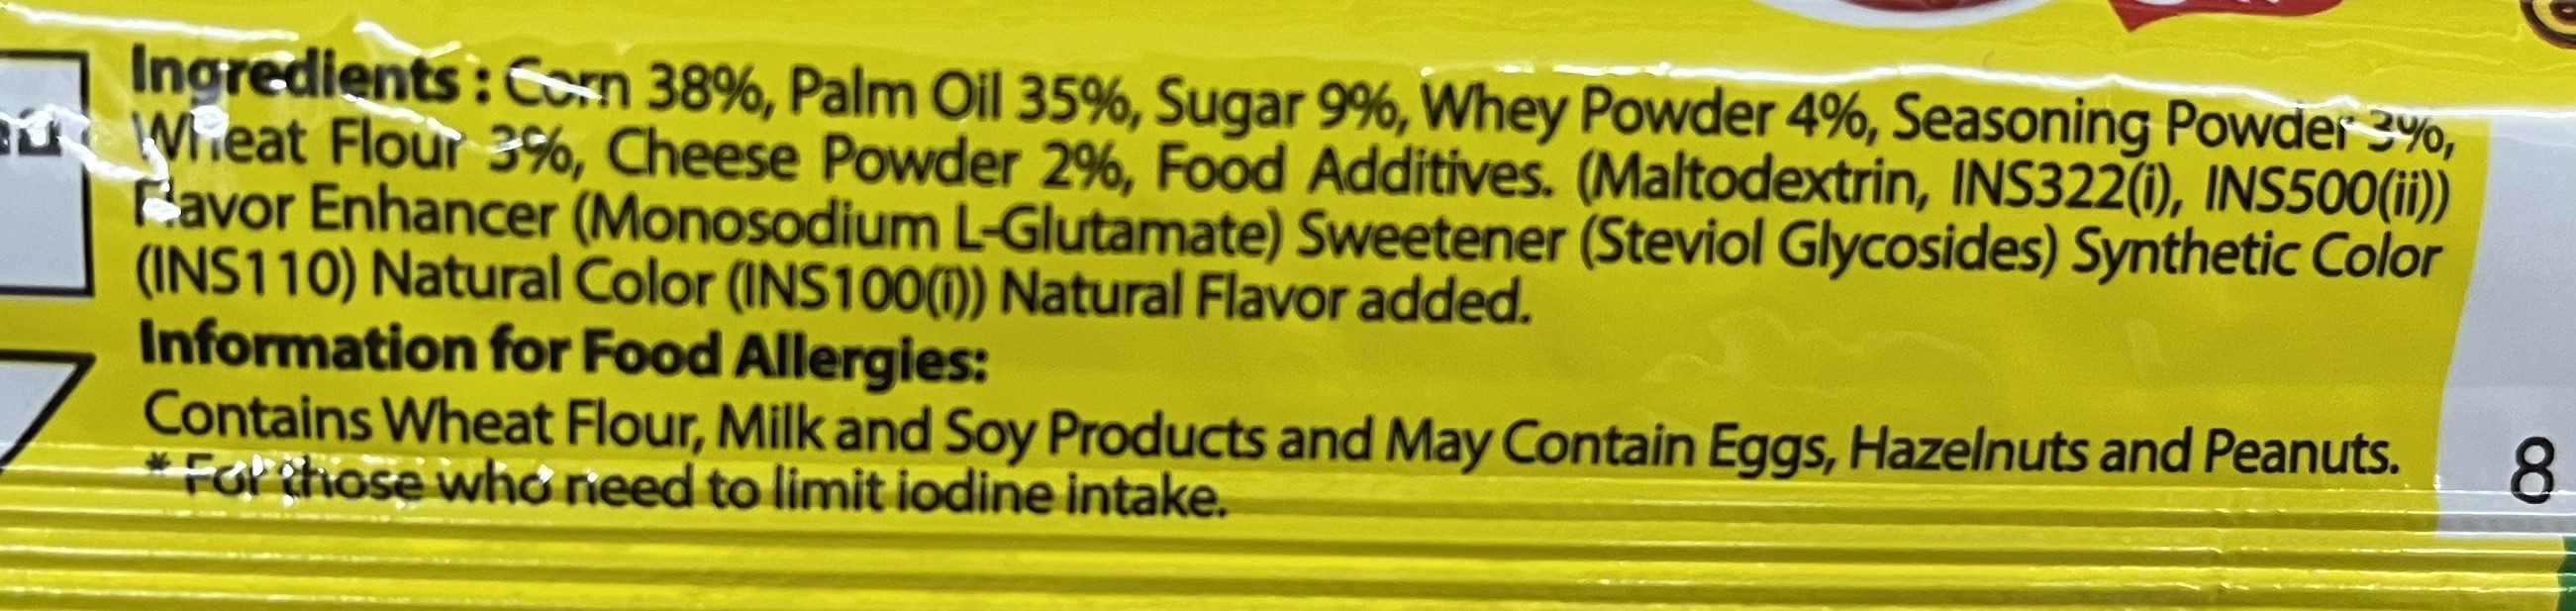 Ingredients : Corn 38%, Palm Oil 35%, Sugar 9%, Whey Powder 4%, Seasoning Powder 3%,
Wheat Flour 3%, Cheese Powder 2%, Food Additives. (Maltodextrin, INS322(i), INS500(ii))
Flavor Enhancer (Monosodium L-Glutamate) Sweetener (Steviol Glycosides) Synthetic Color
(INS110) Natural Color (INS100(i)) Natural Flavor added.
Information for Food Allergies:
Contains Wheat Flour, Milk and Soy Products and May Contain Eggs, Hazelnuts and Peanuts.
* For those who need to limit iodine intake.
8